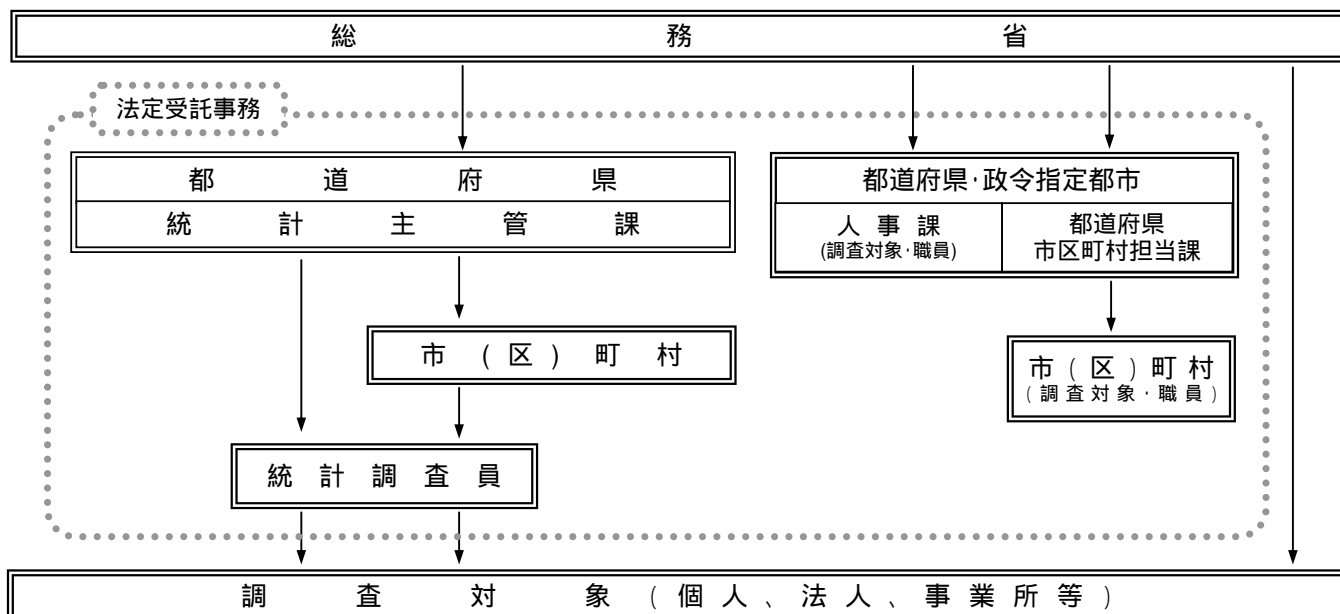 総務省
法定受託事務
都道府県
統計主管課
都道府県・政令指定都市
人事課
(調査対象・職員)
都道府県
市区町村担当課
市(区)町村
市(区)町村
(調査対象・職員)
統計調査員
調査対象(個人、法人、事業所等)